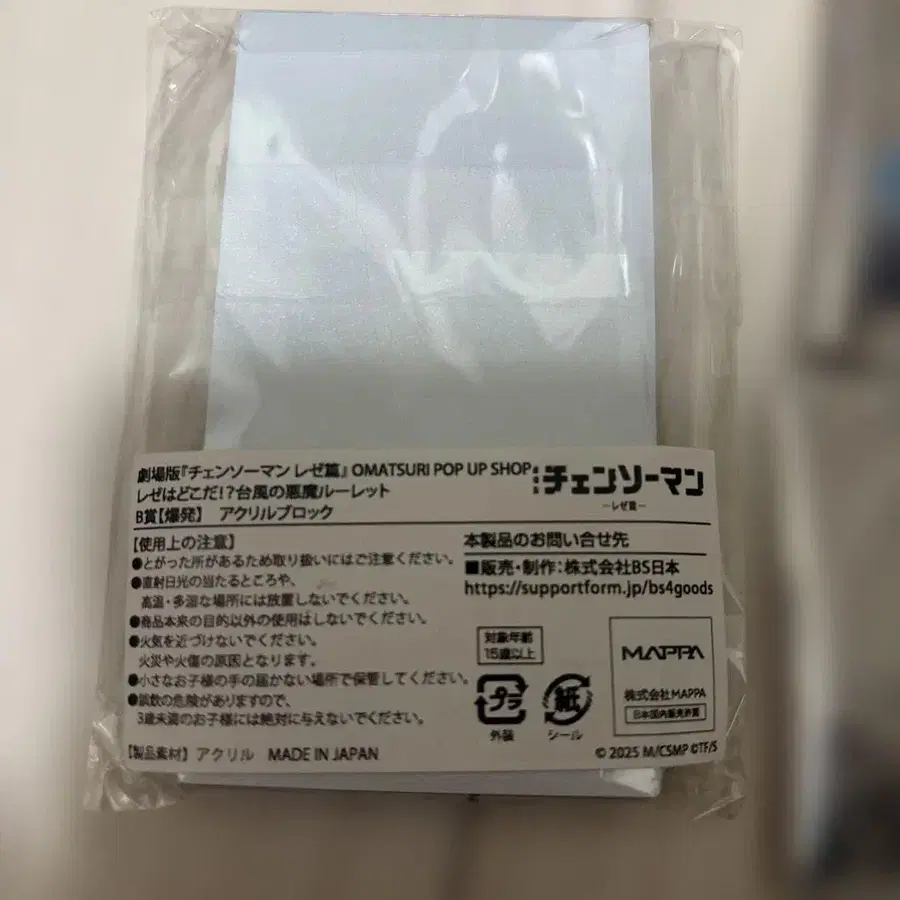 劇場版『チェンソーマン レゼ篇』OMATSURI POP UP SHOP
レゼはどこだ!?台風の悪魔ルーレット
B賞【爆発】 アクリルブロック
劇場版チェンソーマン
ーレゼ篇ー
【使用上の注意】
●とがった所があるため取り扱いにはご注意ください。
●直射日光の当たるところや、
高温・多湿な場所には放置しないでください。
●商品本来の目的以外の使用はしないでください。
●火気を近づけないでください。
火災や火傷の原因となります。
●小さなお子様の手の届かない場所で保管してください。
●誤飲の危険がありますので、
3歳未満のお子様には絶対に与えないでください。
【製品素材】アクリル MADE IN JAPAN
本製品のお問い合せ先
■販売・制作:株式会社BS日本
https://supportform.jp/bs4goods
対象年齢
15歳以上
プラ
外装
紙
シール
MAPPA
株式会社MAPPA
日本国内販売許諾
© 2025 M/CSMP ©TF/S